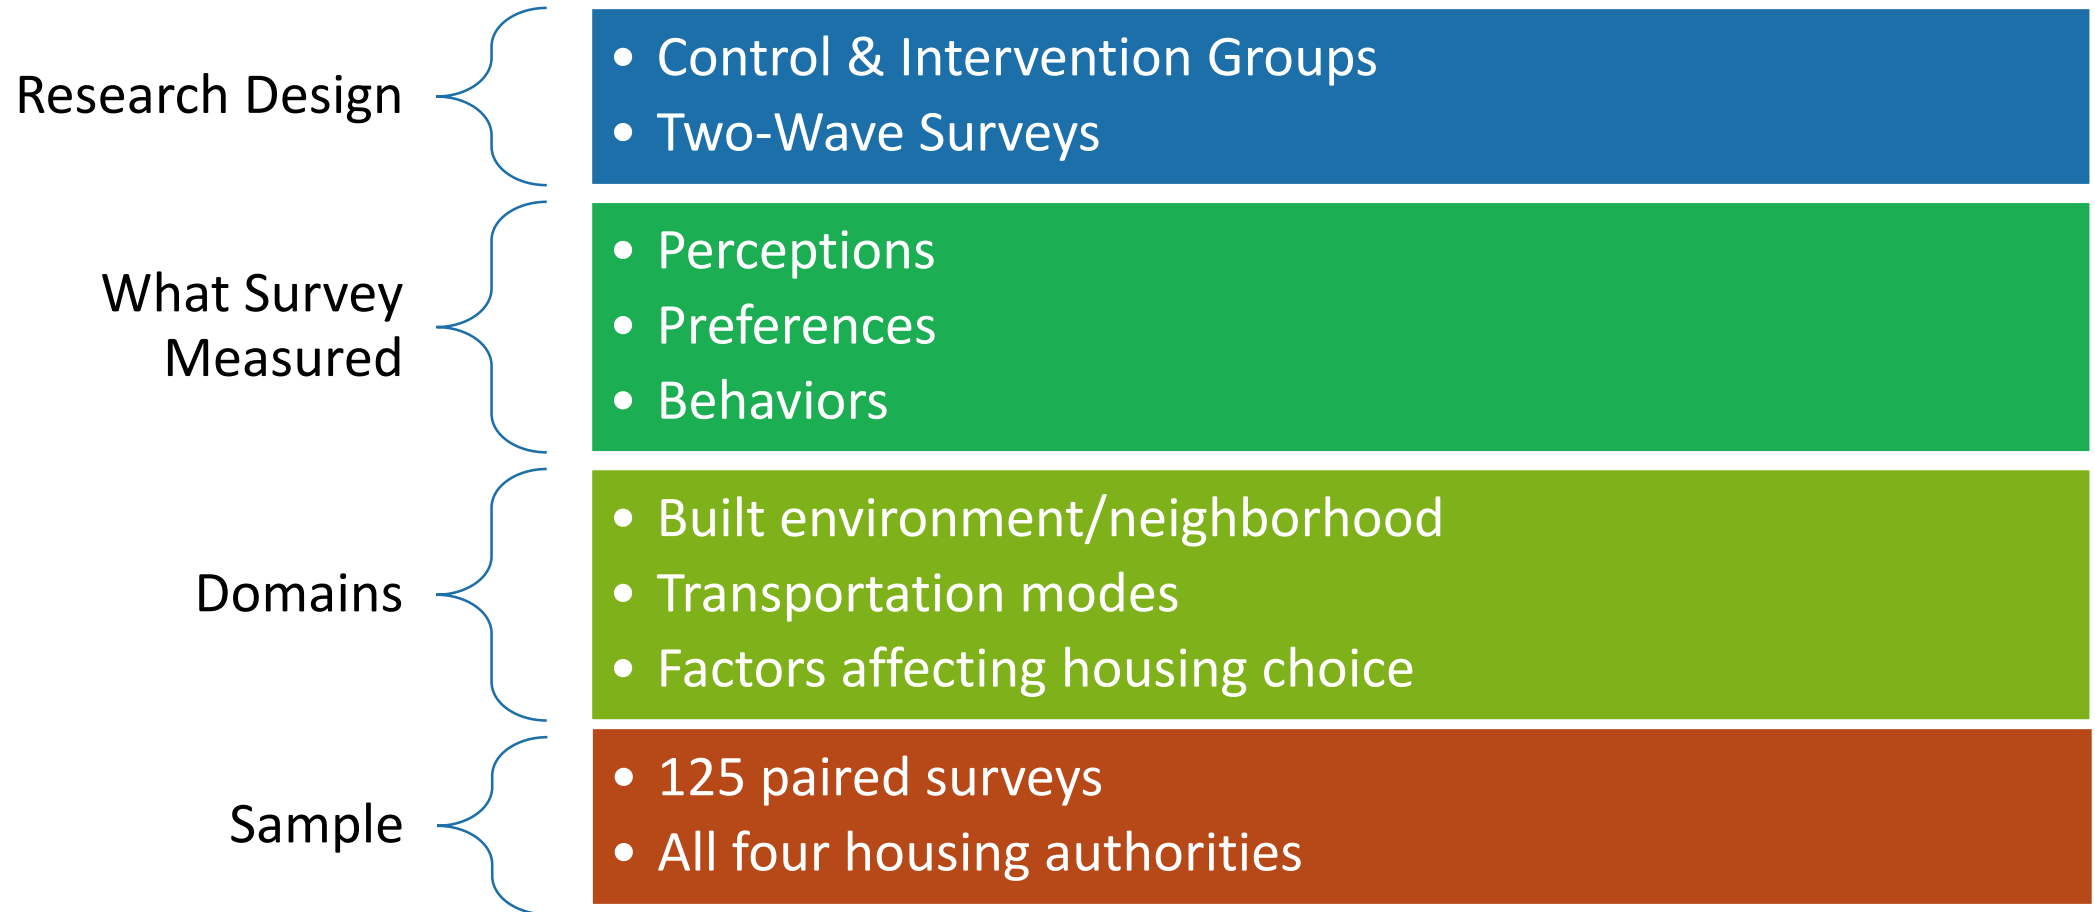 Research Design
• Control & Intervention Groups
• Two-Wave Surveys
What Survey
Measured
• Perceptions
• Preferences
• Behaviors
Domains
• Built environment/neighborhood
• Transportation modes
• Factors affecting housing choice
Sample
• 125 paired surveys
• All four housing authorities